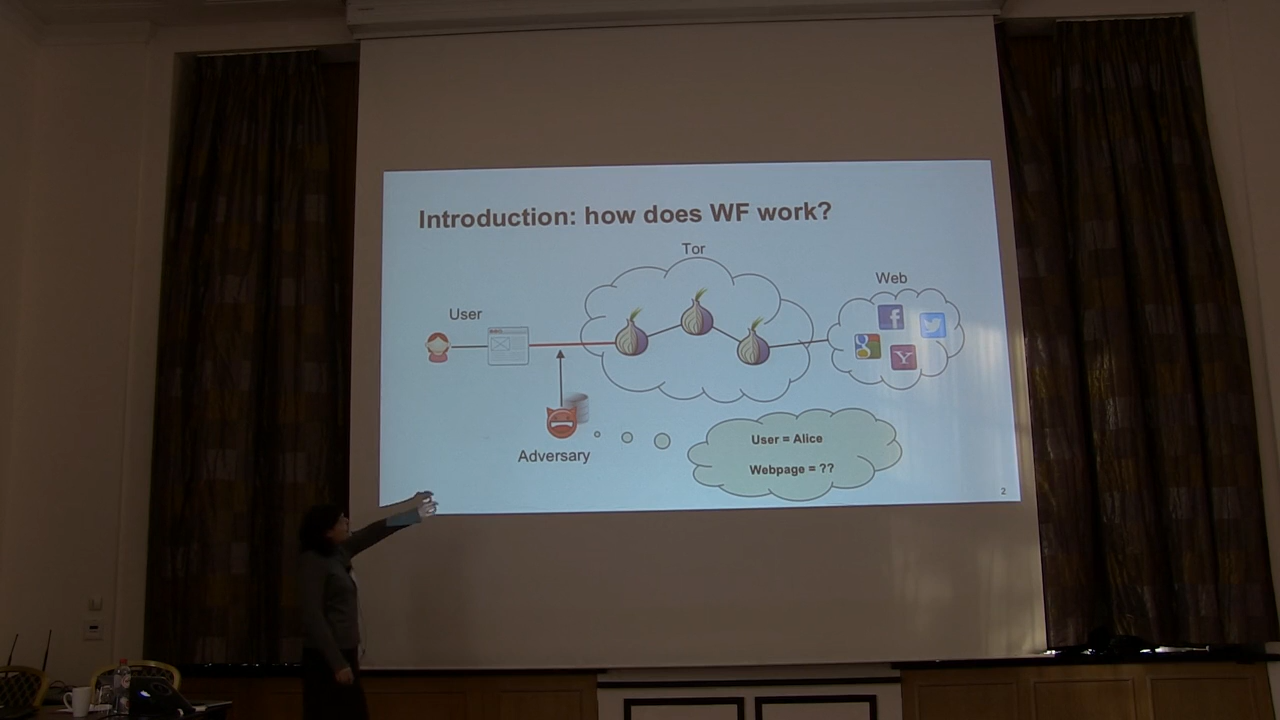 Introduction: how does WF work?
Tor
Web
User
f
g
Y
Adversary
User = Alice
Webpage = ??
2